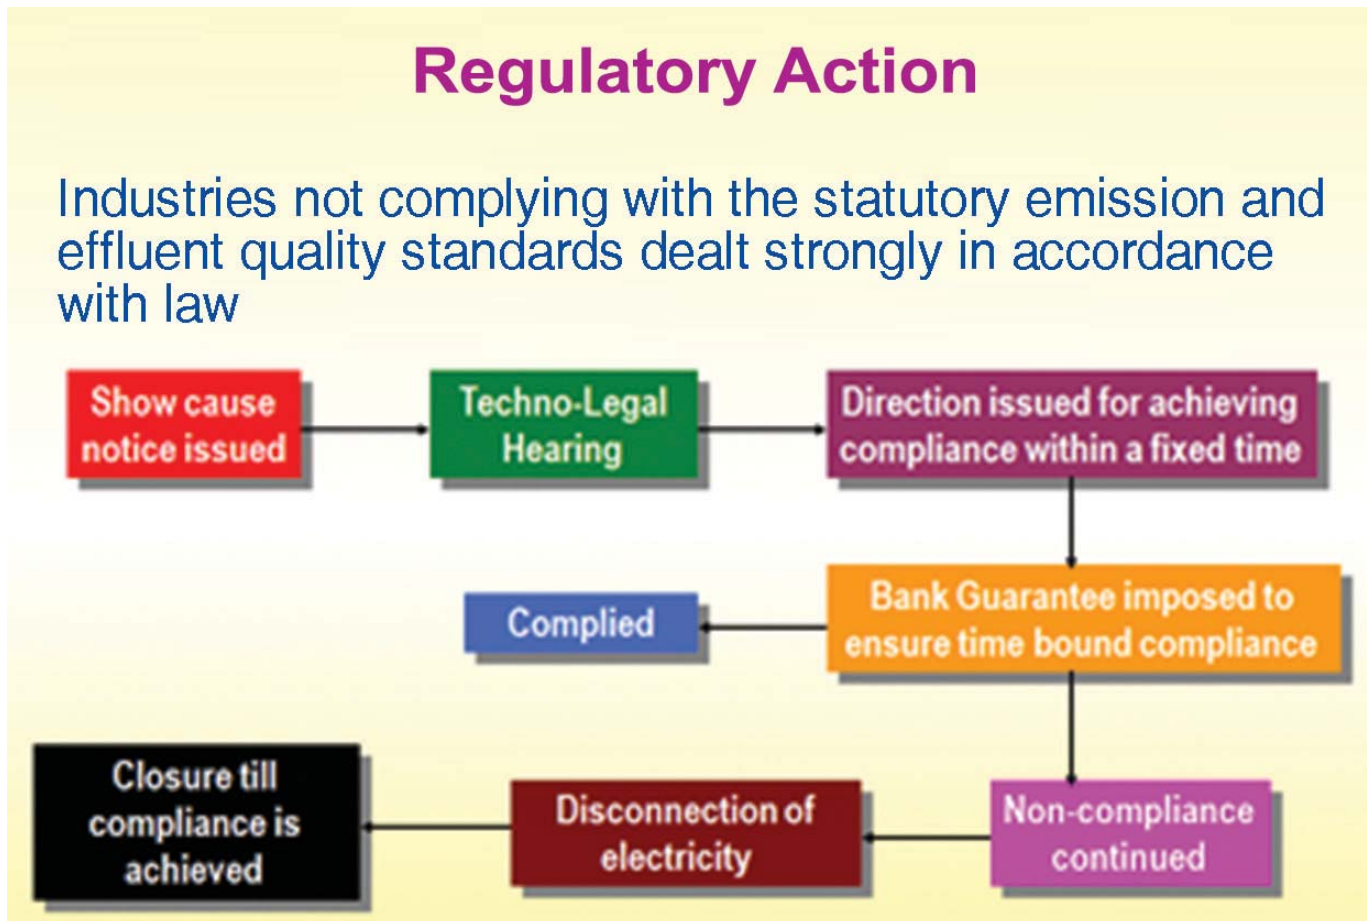 Regulatory Action
Industries not complying with the statutory emission and
effluent quality standards dealt strongly in accordance
with law
Show cause
notice issued
Techno-Legal
Hearing
Direction issued for achieving
compliance within a fixed time
Bank Guarantee imposed to
ensure time bound compliance
Complied
Non-compliance
continued
Disconnection of
electricity
Closure till
compliance is
achieved